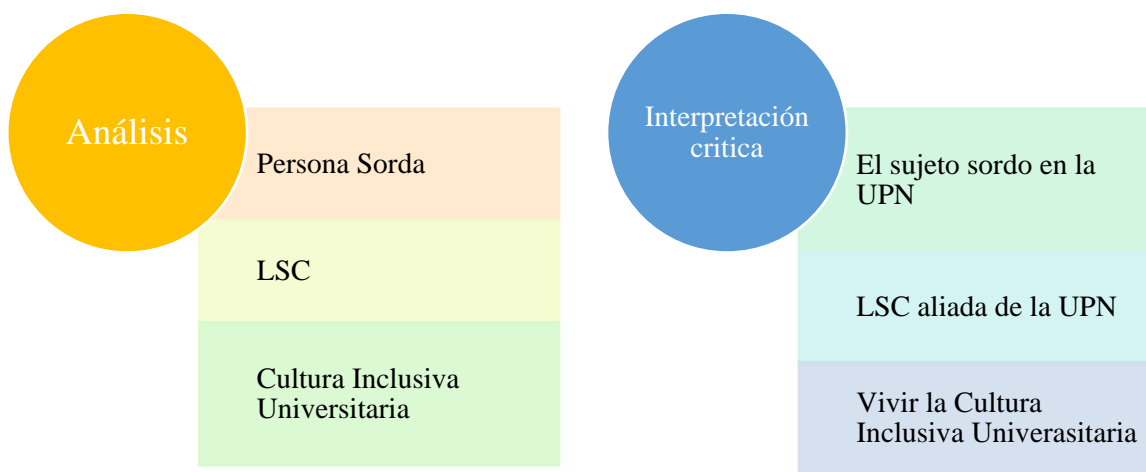 Análisis
Persona Sorda
LSC
Cultura Inclusiva
Universitaria
Interpretación
critica
El sujeto sordo en la
UPN
LSC aliada de la UPN
Vivir la Cultura
Inclusiva Univerasitaria